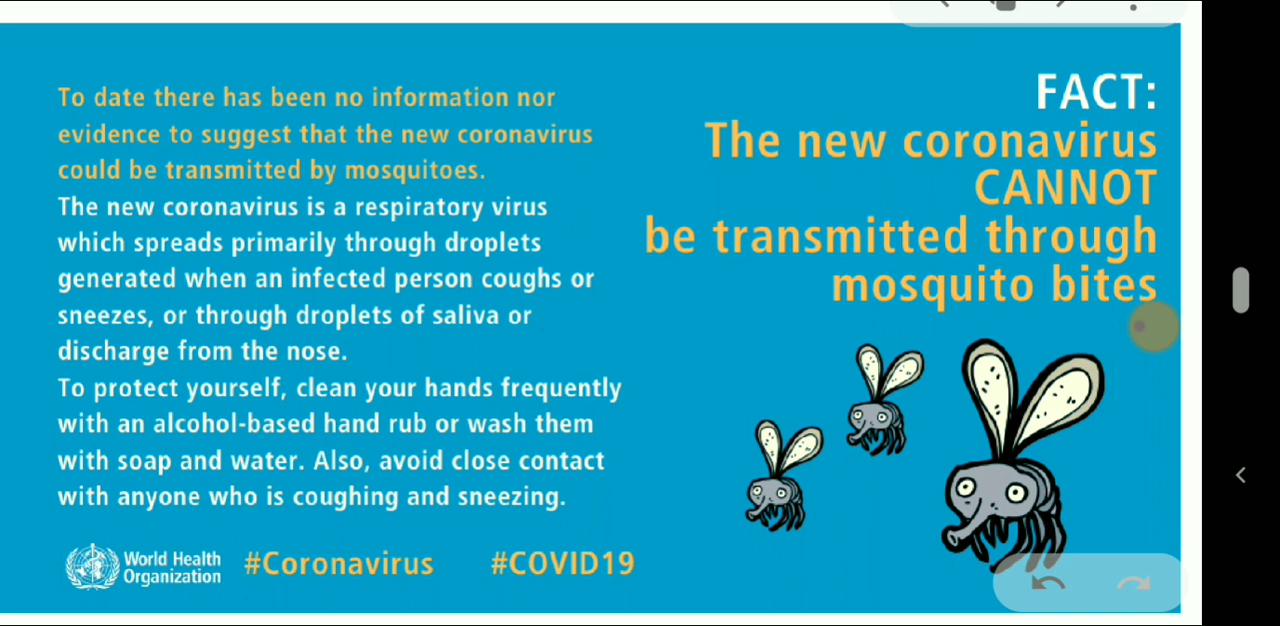 To date there has been no information nor
evidence to suggest that the new coronavirus
could be transmitted by mosquitoes.
The new coronavirus is a respiratory virus
which spreads primarily through droplets
generated when an infected person coughs or
sneezes, or through droplets of saliva or
discharge from the nose.
To protect yourself, clean your hands frequently
with an alcohol-based hand rub or wash them
with soap and water. Also, avoid close contact
with anyone who is coughing and sneezing.
World Health
Organization
#Coronavirus #COVID19
FACT:
The new coronavirus
CANNOT
be transmitted through
mosquito bites